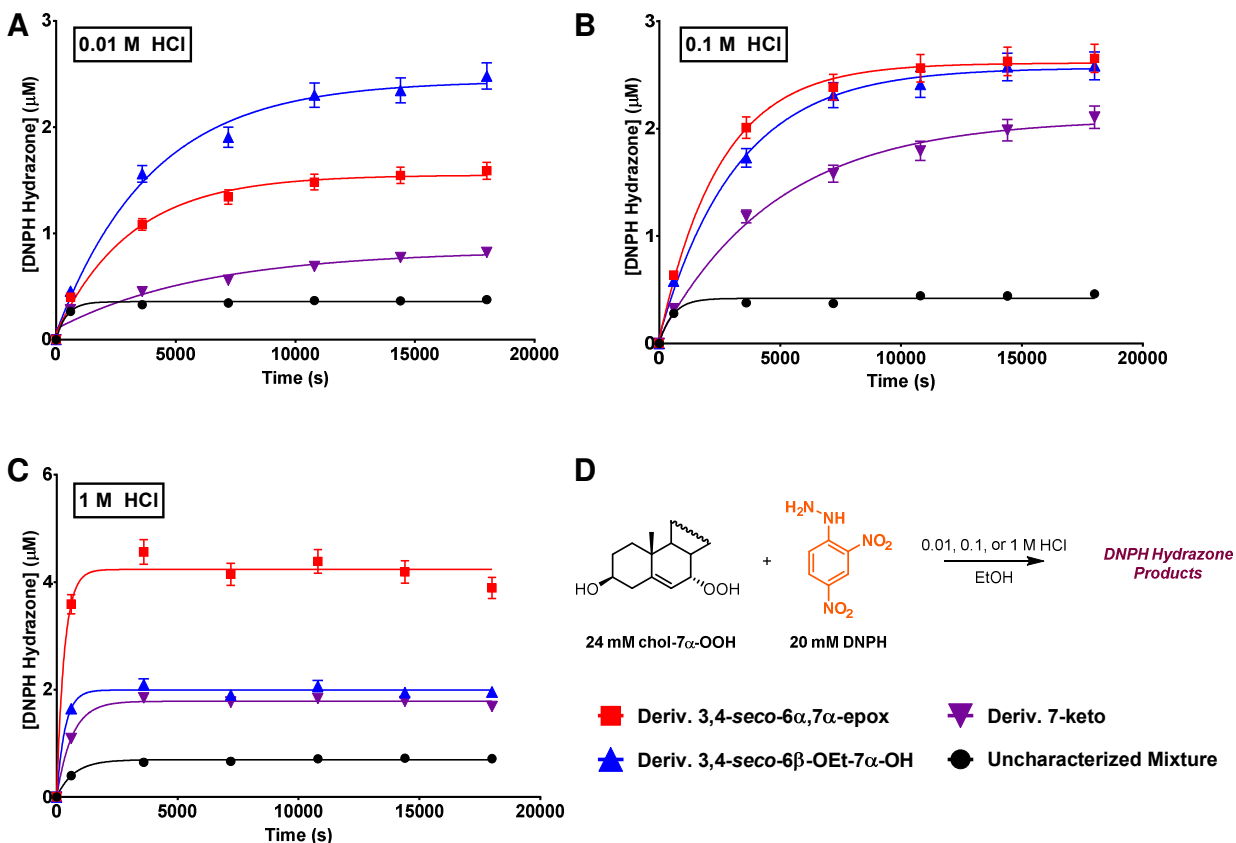 A
0.01 M HCl
[DNPH Hydrazone] (μM)
3
2
1
0
0
5000
10000
15000
20000
Time (s)
B
0.1 M HCl
[DNPH Hydrazone] (μM)
3
2
1
0
0
5000
10000
15000
20000
Time (s)
C
1 M HCl
[DNPH Hydrazone] (μM)
6
4
2
0
0
5000
10000
15000
20000
Time (s)
D
HO
OOH
24 mM chol-7α-OOH
+
H2N
NH
NO2
NO2
20 mM DNPH
0.01, 0.1, or 1 M HCl
EtOH
DNPH Hydrazone
Products
Deriv. 3,4-seco-6α,7α-epox
Deriv. 3,4-seco-6β-OEt-7α-OH
Deriv. 7-keto
Uncharacterized Mixture